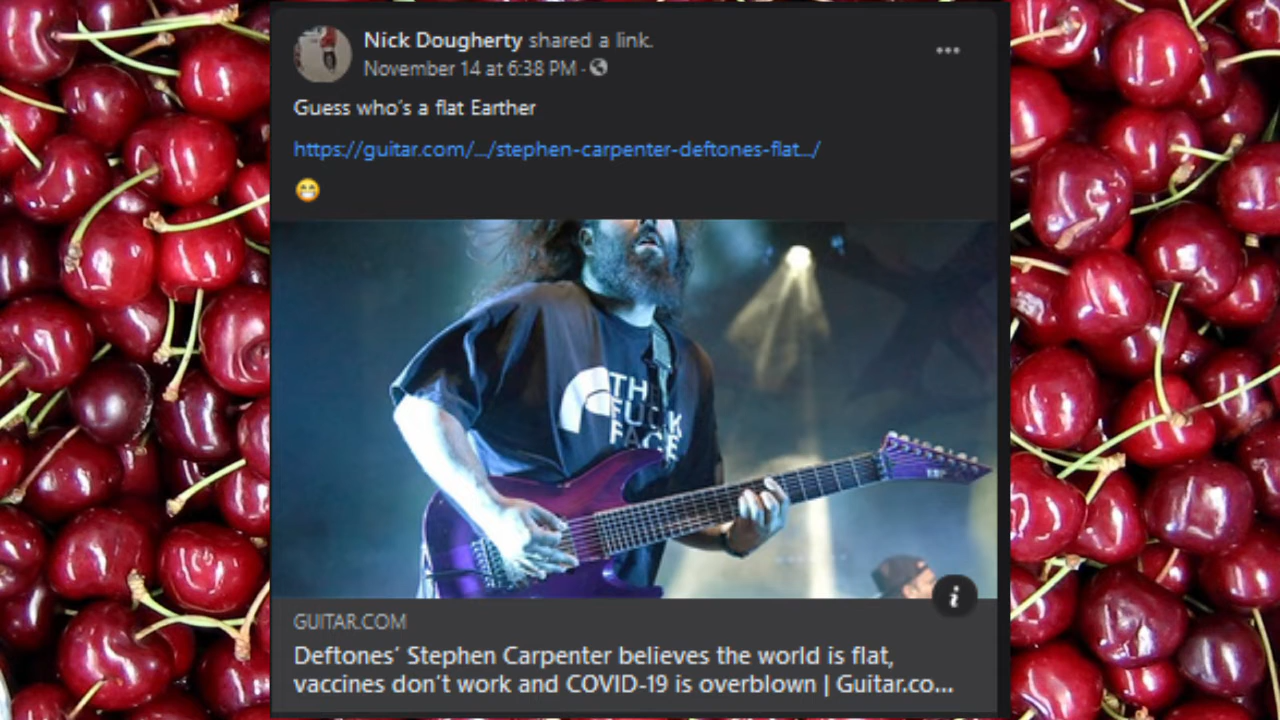 Nick Dougherty shared a link.
November 14 at 6:38 PM ·
Guess who's a flat Earther
https://guitar.com/.../stephen-carpenter-deftones-flat.../
😁
TH
FUCK
FACE
GUITAR.COM
Deftones' Stephen Carpenter believes the world is flat,
vaccines don't work and COVID-19 is overblown | Guitar.co...